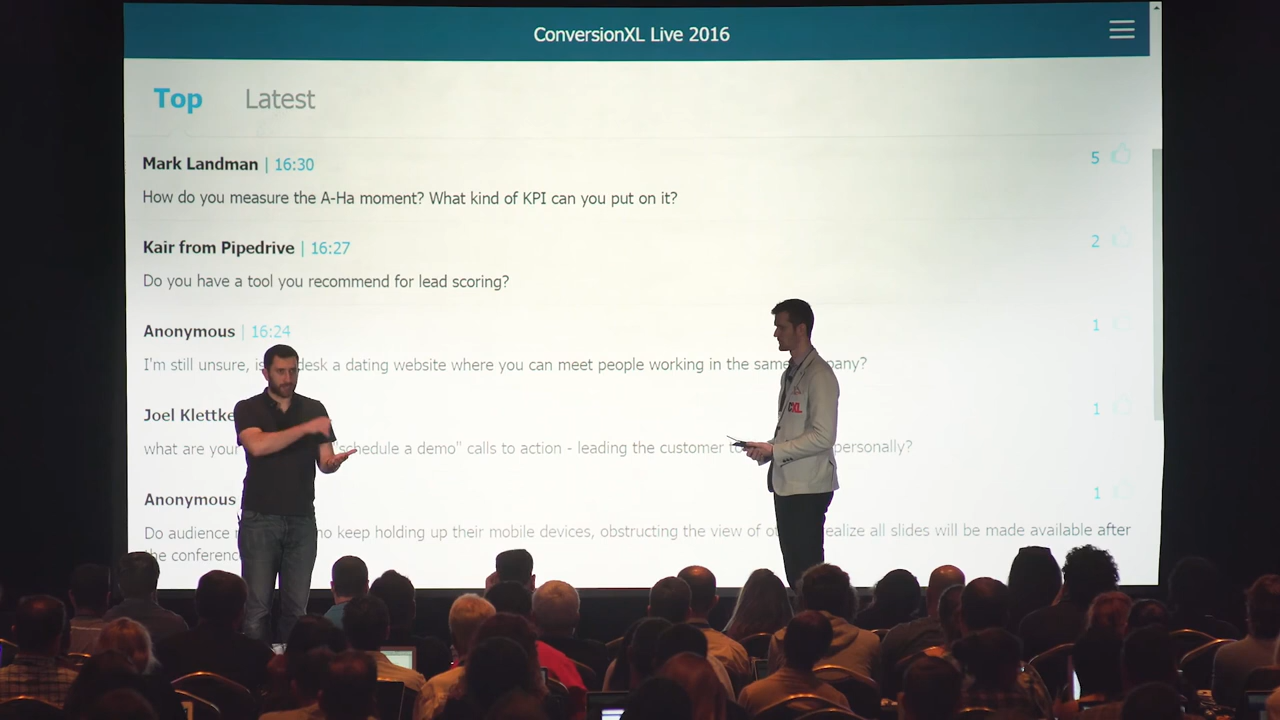 ConversionXL Live 2016
Top Latest
Mark Landman | 16:30 5
How do you measure the A-Ha moment? What kind of KPI can you put on it?
Kair from Pipedrive | 16:27 2
Do you have a tool you recommend for lead scoring?
Anonymous | 16:24 1
I'm still unsure, desk a dating website where you can meet people working in the same
Joel Klettke 1
what are your "schedule a demo" calls to action - leading the customer personally?
CXL
Anonymous 1
Do audience keep holding up their mobile devices, obstructing the view of realize all slides will be made available after
the conference